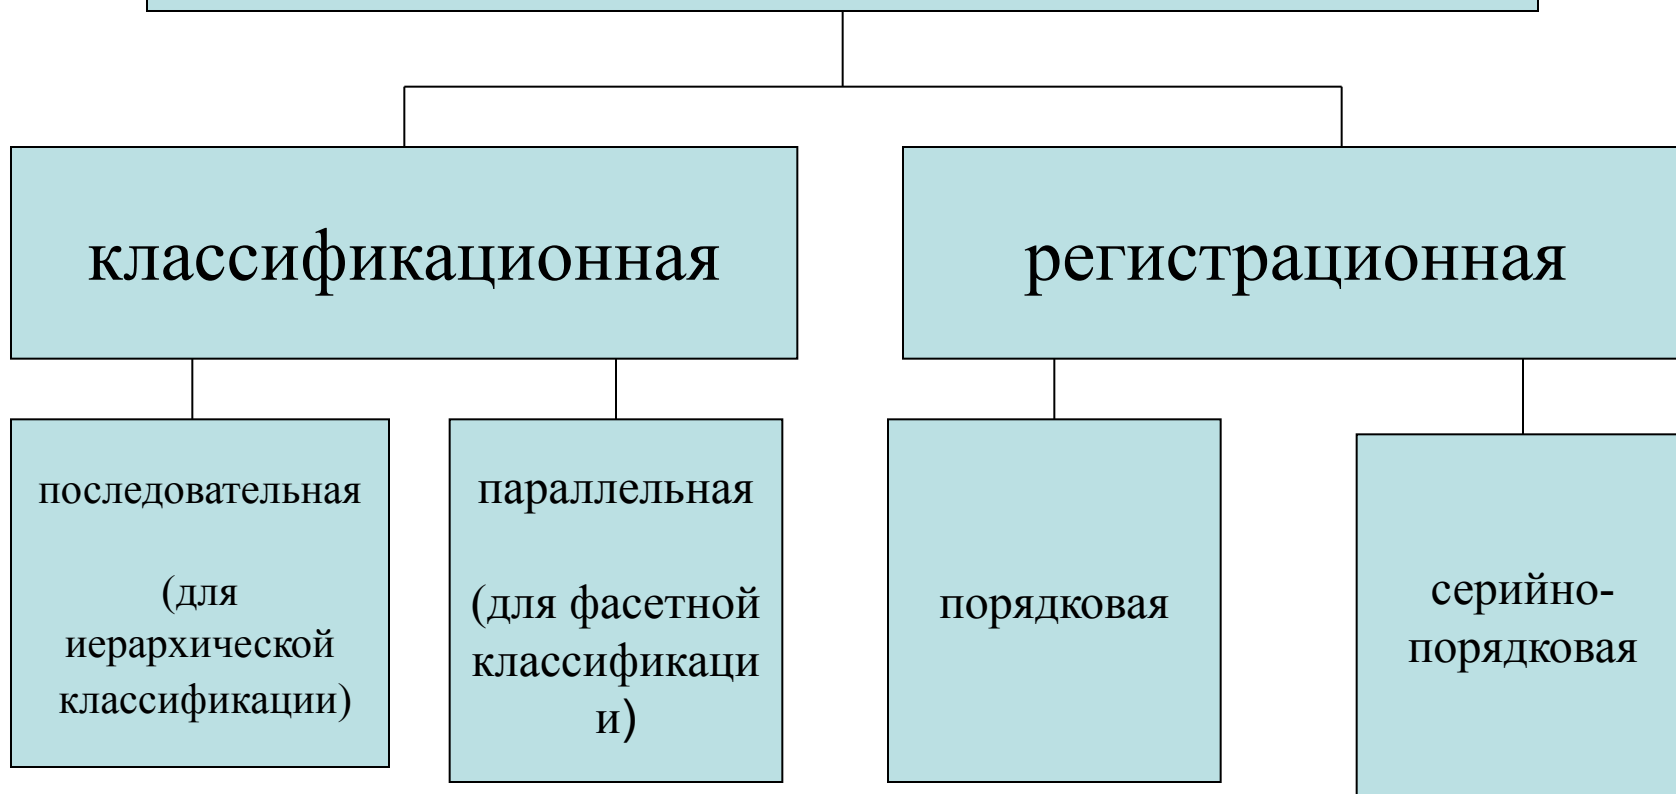 классификационная
регистрационная
последовательная
(для
иерархической
классификации)
параллельная
(для фасетной
классификаци
и)
порядковая
серийно-
порядковая